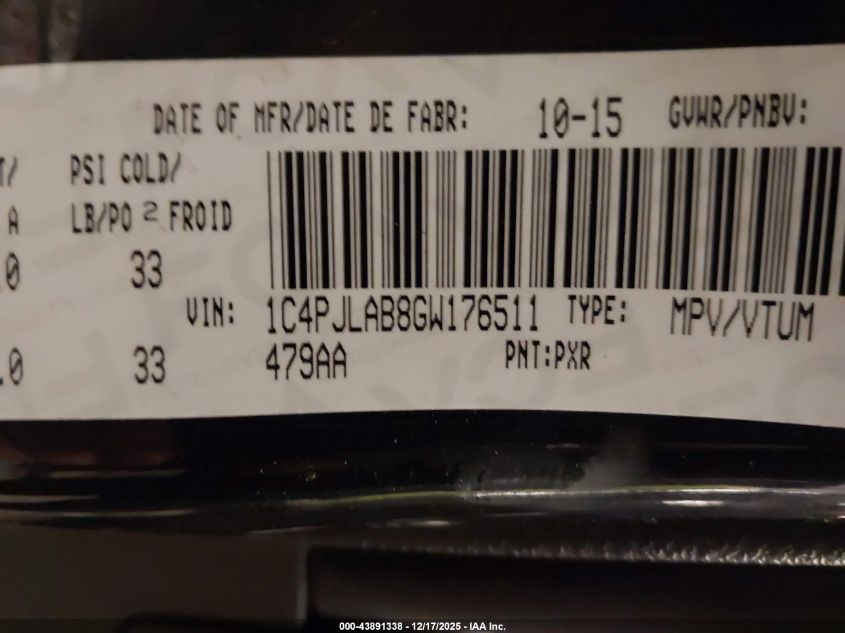 DATE OF MFR/DATE DE FABR: 10-15 GVWR/PNBV:
T/ PSI COLD/
A LB/PO 2 FROID
.0 33
VIN: 1C4PJLAB8GW176511 TYPE: MPV/VTUM
.0 33 479AA PNT:PXR
000-43891338 – 12/17/2025 – IAA Inc.